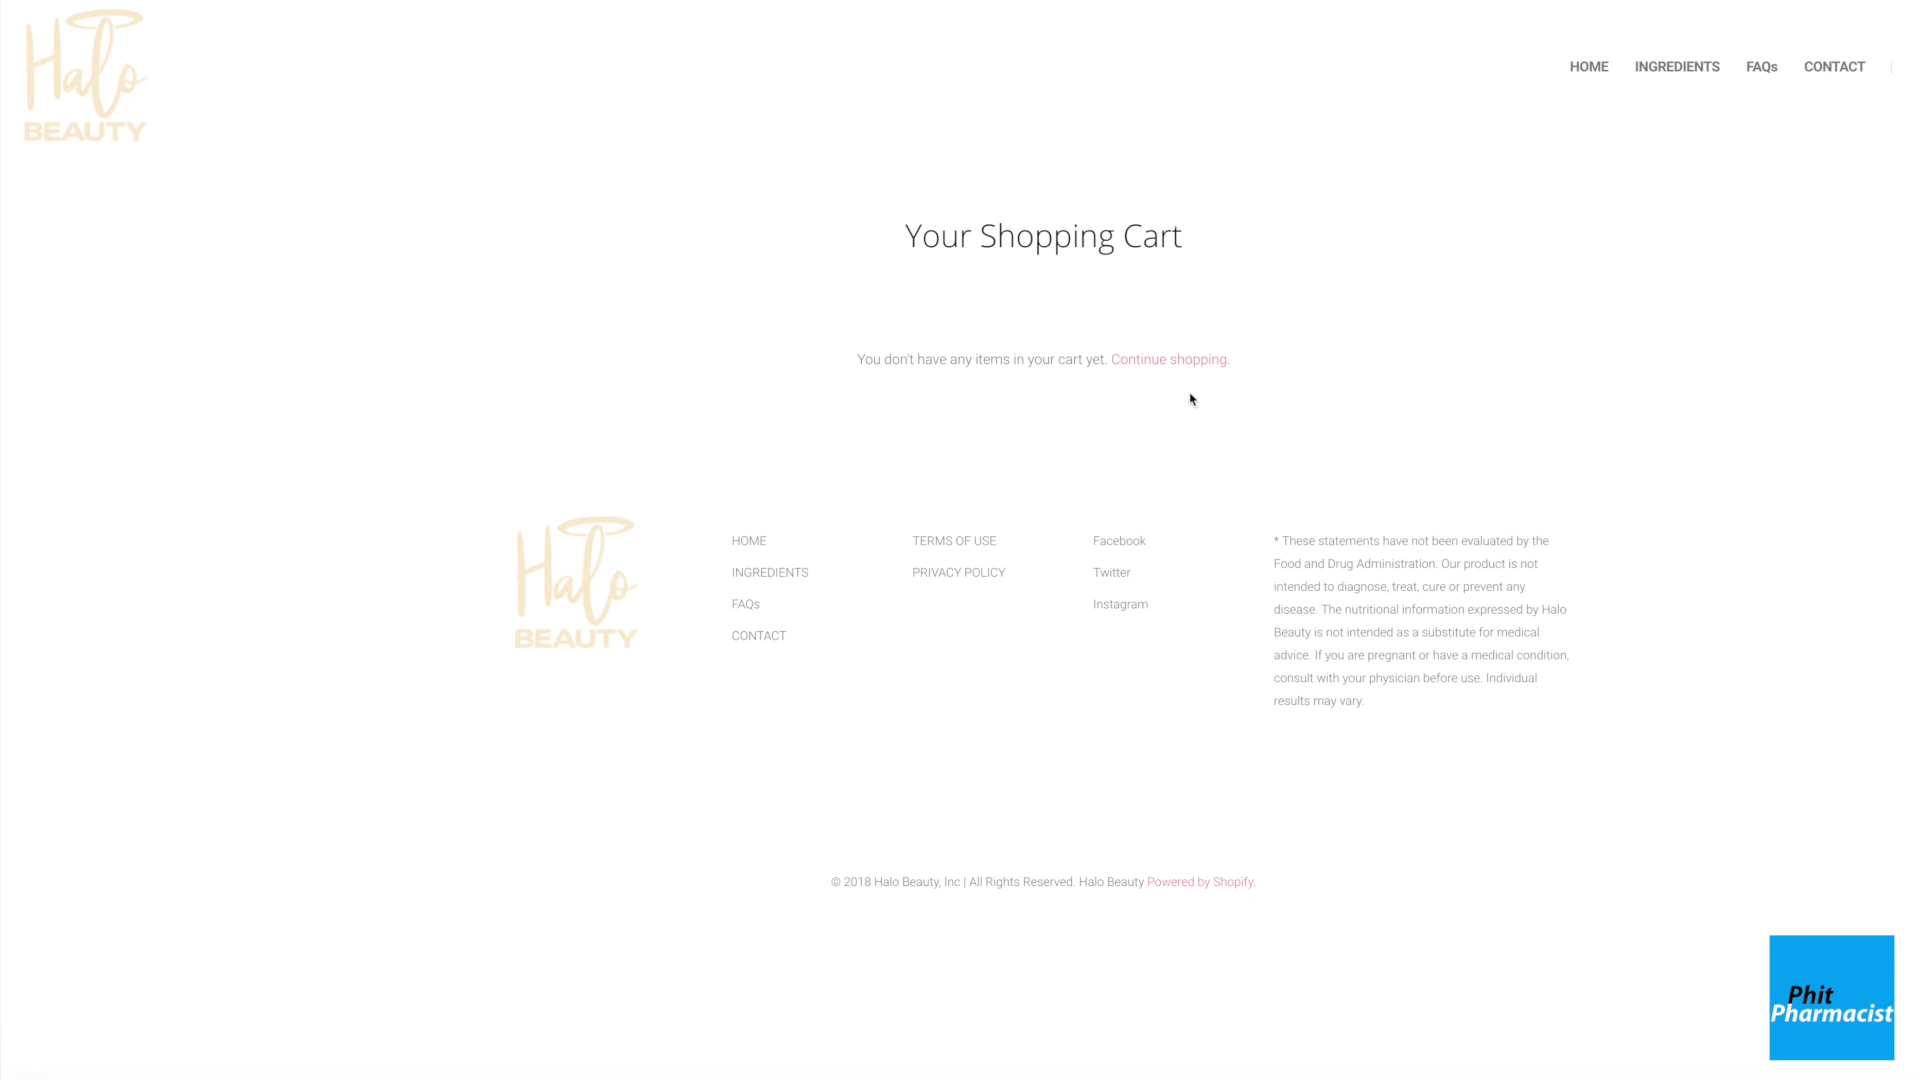 Halo
BEAUTY
HOME INGREDIENTS FAQs CONTACT
Your Shopping Cart
You don't have any items in your cart yet. Continue shopping.
Halo
BEAUTY
HOME
INGREDIENTS
FAQs
CONTACT
TERMS OF USE
PRIVACY POLICY
Facebook
Twitter
Instagram
* These statements have not been evaluated by the
Food and Drug Administration. Our product is not
intended to diagnose, treat, cure or prevent any
disease. The nutritional information expressed by Halo
Beauty is not intended as a substitute for medical
advice. If you are pregnant or have a medical condition,
consult with your physician before use. Individual
results may vary.
© 2018 Halo Beauty, Inc | All Rights Reserved. Halo Beauty Powered by Shopify.
Phit
Pharmacist